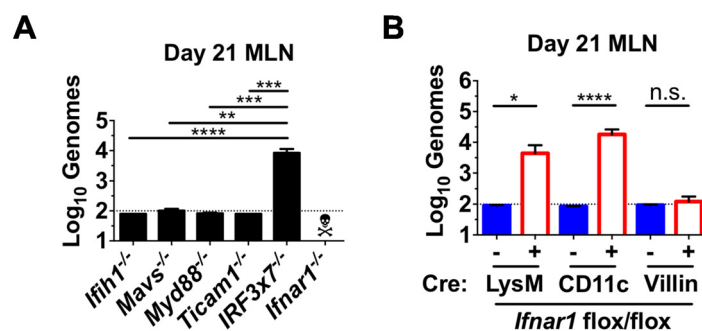 A
Day 21 MLN
***
***
**
****
Log10 Genomes
5
4
3
2
1
Ifih1-/-
Mavs-/-
Myd88-/-
Ticam1-/-
IRF3x7-/-
Ifnar1-/-
B
Day 21 MLN
* **** n.s.
Log10 Genomes
6
5
4
3
2
1
- + - + - +
Cre: LysM CD11c Villin
Ifnar1 flox/flox